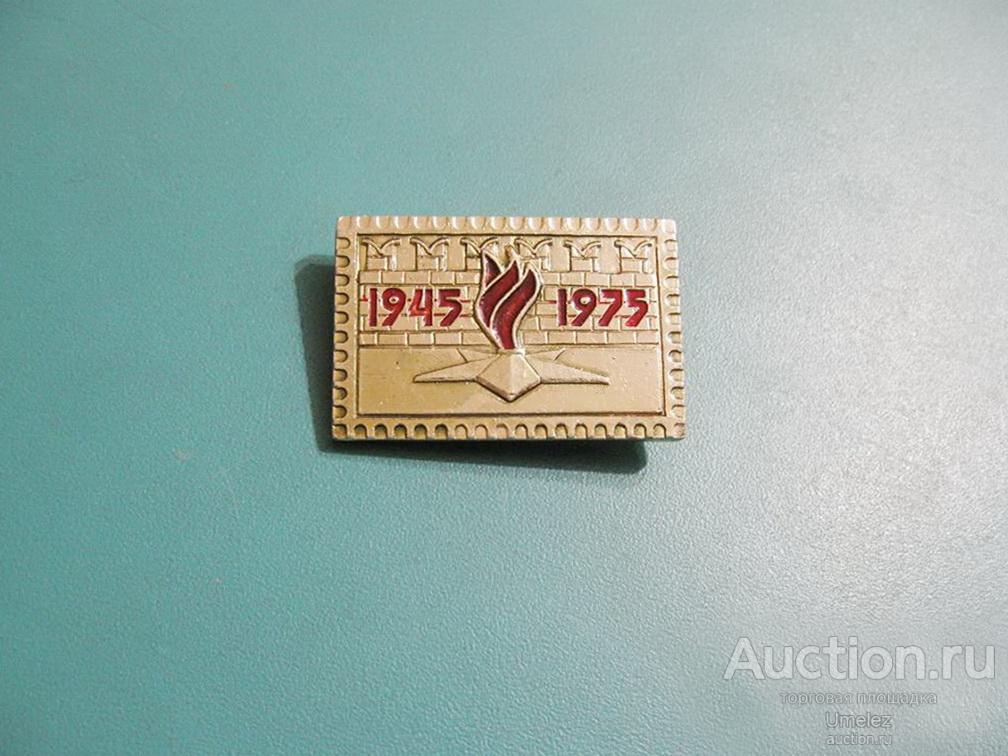 1945 1975
Auction.ru
торговая площадка
Umelez
auction.ru